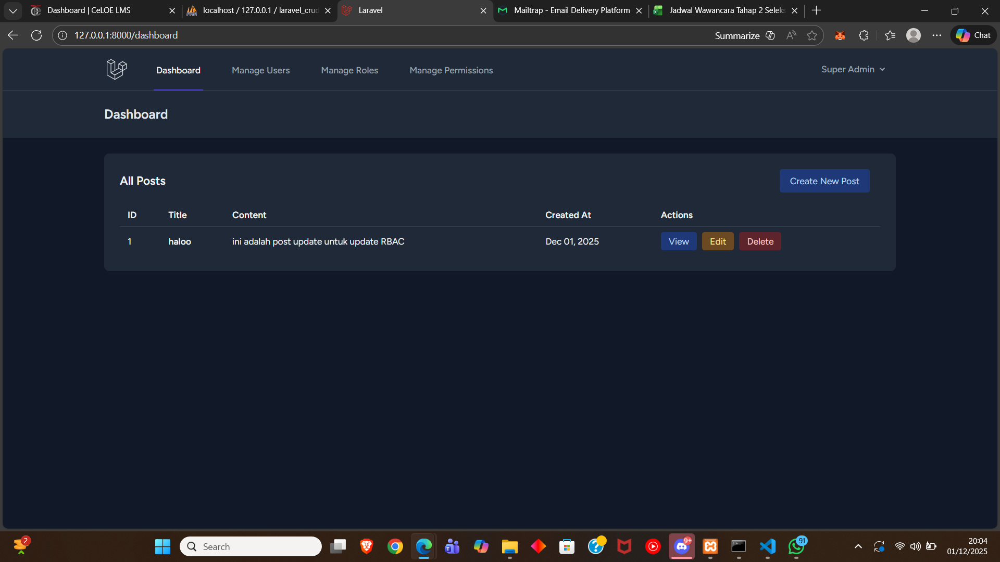 Dashboard | CeLOE LMS
localhost / 127.0.0.1 / laravel_crud
Laravel
Mailtrap - Email Delivery Platform
Jadwal Wawancara Tahap 2 Seleks
127.0.0.1:8000/dashboard
Summarize
Chat
Dashboard
Manage Users
Manage Roles
Manage Permissions
Super Admin
Dashboard
All Posts
Create New Post
ID Title Content Created At Actions
1 haloo ini adalah post update untuk update RBAC Dec 01, 2025 View Edit Delete
2
Search
9+
91
20:04
01/12/2025